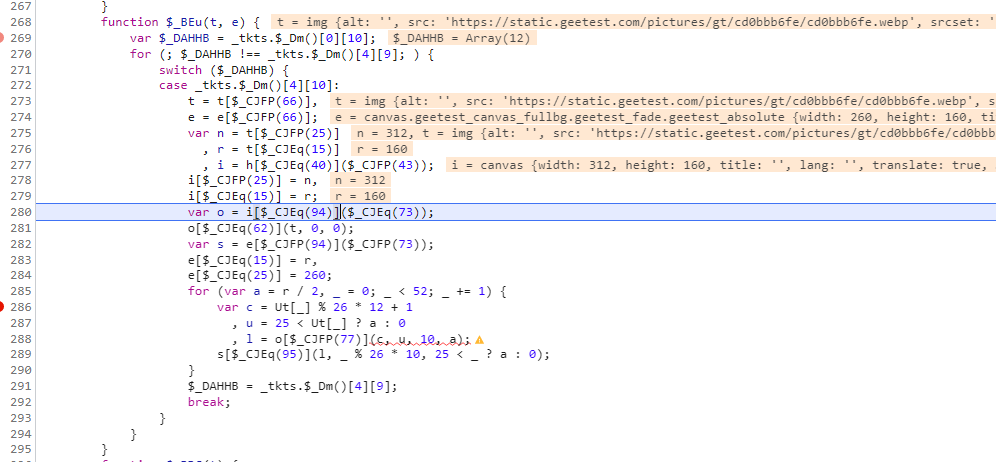 267 }
268 function $_BEu(t, e) { t = img {alt: '', src: 'https://static.geetest.com/pictures/gt/cd0bbb6fe/cd0bbb6fe.webp', srcset: '
269 var $_DAHHB = _tkts.$_Dm()[0][10]; $_DAHHB = Array(12)
270 for (; $_DAHHB !== _tkts.$_Dm()[4][9]; ) {
271 switch ($_DAHHB) {
272 case _tkts.$_Dm()[4][10]:
273 t = t[$_CJFP(66)], t = img {alt: '', src: 'https://static.geetest.com/pictures/gt/cd0bbb6fe/cd0bbb6fe.webp', s
274 e = e[$_CJFP(66)]; e = canvas.geetest_canvas_fullbg.geetest_fade.geetest_absolute {width: 260, height: 160, ti
275 var n = t[$_CJFP(25)] n = 312, t = img {alt: '', src: 'https://static.geetest.com/pictures/gt/cd0bbb6fe/cd0bbb
276 , r = t[$_CJEq(15)] r = 160
277 , i = h[$_CJEq(40)]($_CJFP(43)); i = canvas {width: 312, height: 160, title: '', lang: '', translate: true,
278 i[$_CJFP(25)] = n, n = 312
279 i[$_CJEq(15)] = r; r = 160
280 var o = i[$_CJEq(94)]($_CJEq(73));
281 o[$_CJEq(62)](t, 0, 0);
282 var s = e[$_CJFP(94)]($_CJFP(73));
283 e[$_CJEq(15)] = r,
284 e[$_CJEq(25)] = 260;
285 for (var a = r / 2, _ = 0; _ < 52; _ += 1) {
286 var c = Ut[_] % 26 * 12 + 1
287 , u = 25 < Ut[_] ? a : 0
288 , l = o[$_CJFP(77)](c, u, 10, a);
289 s[$_CJEq(95)](l, _ % 26 * 10, 25 < _ ? a : 0);
290 }
291 $_DAHHB = _tkts.$_Dm()[4][9];
292 break;
293 }
294 }
295 }